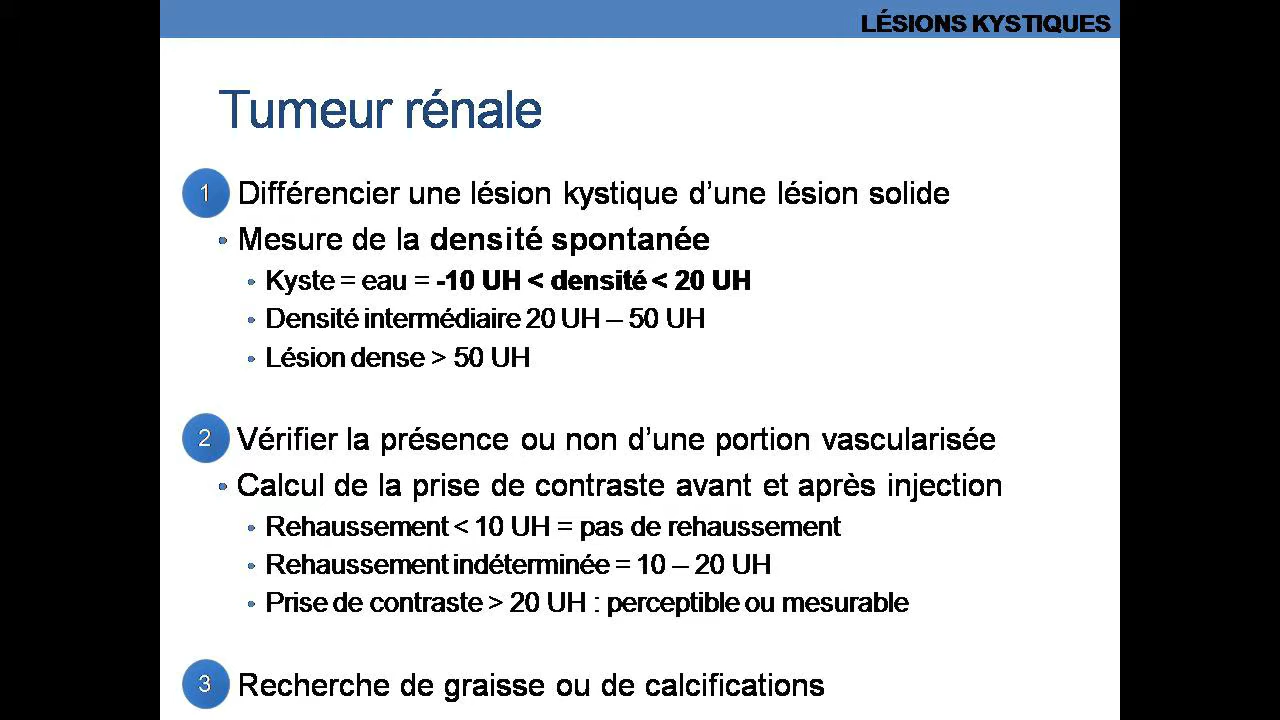 LÉSIONS KYSTIQUES
Tumeur rénale
1 Différencier une lésion kystique d’une lésion solide
• Mesure de la densité spontanée
• Kyste = eau = -10 UH < densité < 20 UH
• Densité intermédiaire 20 UH – 50 UH
• Lésion dense > 50 UH
2 Vérifier la présence ou non d’une portion vascularisée
• Calcul de la prise de contraste avant et après injection
• Rehaussement < 10 UH = pas de rehaussement
• Rehaussement indéterminée = 10 – 20 UH
• Prise de contraste > 20 UH : perceptible ou mesurable
3 Recherche de graisse ou de calcifications